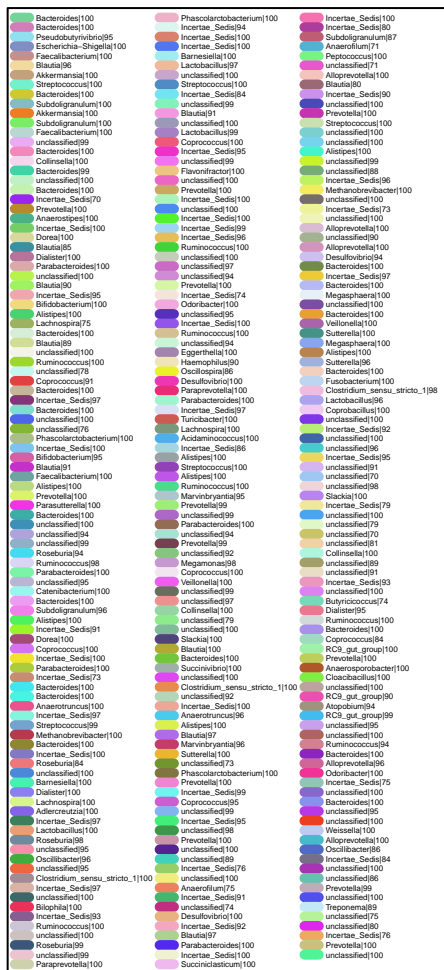 Bacteroides|100
Bacteroides|100
Pseudobutyrivibrio|95
Escherichia-Shigella|100
Faecalibacterium|100
Blautia|96
Akkermansia|100
Streptococcus|100
Bacteroides|100
Subdoligranulum|100
Akkermansia|100
Subdoligranulum|100
Faecalibacterium|100
unclassified|99
Bacteroides|100
Collinsella|100
Bacteroides|99
unclassified|100
Bacteroides|100
Incertae_Sedis|70
Prevotella|100
Anaerostipes|100
Incertae_Sedis|100
Dorea|100
Blautia|85
Dialister|100
Parabacteroides|100
unclassified|100
Blautia|90
Incertae_Sedis|95
Bifidobacterium|100
Alistipes|100
Lachnospira|75
Bacteroides|100
Blautia|89
unclassified|100
Ruminococcus|100
unclassified|78
Coprococcus|91
Bacteroides|100
Incertae_Sedis|97
Bacteroides|100
unclassified|100
unclassified|76
Phascolarctobacterium|100
Incertae_Sedis|100
Bifidobacterium|95
Blautia|91
Faecalibacterium|100
Alistipes|100
Prevotella|100
Parasutterella|100
Bacteroides|100
unclassified|100
unclassified|94
unclassified|99
Roseburia|94
Ruminococcus|98
Parabacteroides|100
unclassified|95
Catenibacterium|100
Bacteroides|100
Subdoligranulum|96
Alistipes|100
Incertae_Sedis|91
Dorea|100
Coprococcus|100
Incertae_Sedis|100
Parabacteroides|100
Incertae_Sedis|73
Bacteroides|100
Bacteroides|100
Anaerotruncus|100
Incertae_Sedis|97
Streptococcus|99
Methanobrevibacter|100
Bacteroides|100
Incertae_Sedis|100
Roseburia|84
unclassified|100
Barnesiella|100
Dialister|100
Lachnospira|100
Adlercreutzia|100
Incertae_Sedis|97
Lactobacillus|100
Roseburia|98
unclassified|95
Oscillibacter|96
unclassified|95
Clostridium_sensu_stricto_1|100
Incertae_Sedis|97
unclassified|100
Bilophila|100
Incertae_Sedis|93
Ruminococcus|100
unclassified|100
Roseburia|99
unclassified|99
Paraprevotella|100
Phascolarctobacterium|100
Incertae_Sedis|94
Incertae_Sedis|100
Incertae_Sedis|100
Barnesiella|100
Lactobacillus|97
unclassified|100
Streptococcus|100
Incertae_Sedis|84
unclassified|99
Blautia|91
unclassified|100
Lactobacillus|99
Coprococcus|100
Incertae_Sedis|95
unclassified|99
Flavonifractor|100
unclassified|100
Prevotella|100
Incertae_Sedis|100
unclassified|100
Incertae_Sedis|100
Incertae_Sedis|99
Incertae_Sedis|96
Ruminococcus|100
unclassified|100
unclassified|97
unclassified|94
Prevotella|100
Incertae_Sedis|74
Odoribacter|100
unclassified|95
Incertae_Sedis|100
Ruminococcus|100
unclassified|94
Eggerthella|100
Haemophilus|90
Oscillospira|86
Desulfovibrio|100
Paraprevotella|100
Parabacteroides|100
Incertae_Sedis|97
Turicibacter|100
Lachnospira|100
Acidaminococcus|100
Incertae_Sedis|86
Alistipes|100
Streptococcus|100
Alistipes|100
Ruminococcus|100
Marvinbryantia|95
Prevotella|99
unclassified|99
Parabacteroides|100
unclassified|94
Prevotella|99
unclassified|92
Megamonas|98
Coprococcus|100
Veillonella|100
unclassified|99
unclassified|97
Collinsella|100
unclassified|79
unclassified|100
Slackia|100
Blautia|100
Bacteroides|100
Succinivibrio|100
unclassified|100
Clostridium_sensu_stricto_1|100
unclassified|92
Incertae_Sedis|100
Anaerotruncus|96
Alistipes|100
Blautia|97
Marvinbryantia|96
Sutterella|100
unclassified|73
Phascolarctobacterium|100
Prevotella|100
Incertae_Sedis|99
Coprococcus|95
unclassified|99
Incertae_Sedis|95
unclassified|98
Prevotella|100
unclassified|100
unclassified|89
Incertae_Sedis|76
unclassified|100
Anaerofilum|75
Incertae_Sedis|91
unclassified|74
Desulfovibrio|100
Incertae_Sedis|92
Blautia|97
Parabacteroides|100
Incertae_Sedis|100
Succiniclasticum|100
Incertae_Sedis|100
Incertae_Sedis|80
Subdoligranulum|87
Anaerofilum|71
Peptococcus|100
unclassified|71
Alloprevotella|100
Blautia|80
Incertae_Sedis|90
unclassified|100
Prevotella|100
Streptococcus|100
unclassified|100
unclassified|100
Alistipes|100
unclassified|99
unclassified|88
Incertae_Sedis|96
Methanobrevibacter|100
unclassified|100
Incertae_Sedis|73
unclassified|100
Alloprevotella|100
unclassified|90
Alloprevotella|100
Desulfovibrio|94
Bacteroides|100
Incertae_Sedis|97
Bacteroides|100
Megasphaera|100
unclassified|100
Bacteroides|100
Veillonella|100
Sutterella|100
Megasphaera|100
Alistipes|100
Sutterella|96
Bacteroides|100
Fusobacterium|100
Clostridium_sensu_stricto_1|98
Lactobacillus|96
Coprobacillus|100
unclassified|100
Incertae_Sedis|92
unclassified|100
unclassified|96
Incertae_Sedis|95
unclassified|91
unclassified|70
unclassified|98
Slackia|100
Incertae_Sedis|79
unclassified|100
unclassified|79
unclassified|70
unclassified|81
Collinsella|100
unclassified|89
unclassified|91
Incertae_Sedis|93
unclassified|100
Butyricicoccus|74
Dialister|95
Ruminococcus|100
Bacteroides|100
Coprococcus|84
RC9_gut_group|100
Prevotella|100
Anaerosporobacter|100
Cloacibacillus|100
unclassified|100
RC9_gut_group|90
Atopobium|94
RC9_gut_group|99
unclassified|95
unclassified|100
Ruminococcus|94
Bacteroides|100
Alloprevotella|96
Odoribacter|100
Incertae_Sedis|75
unclassified|100
Bacteroides|100
unclassified|95
unclassified|100
Weissella|100
Alloprevotella|100
Oscillibacter|86
Incertae_Sedis|84
unclassified|100
unclassified|86
Prevotella|99
Treponema|89
unclassified|75
unclassified|80
Incertae_Sedis|76
Prevotella|100
unclassified|100